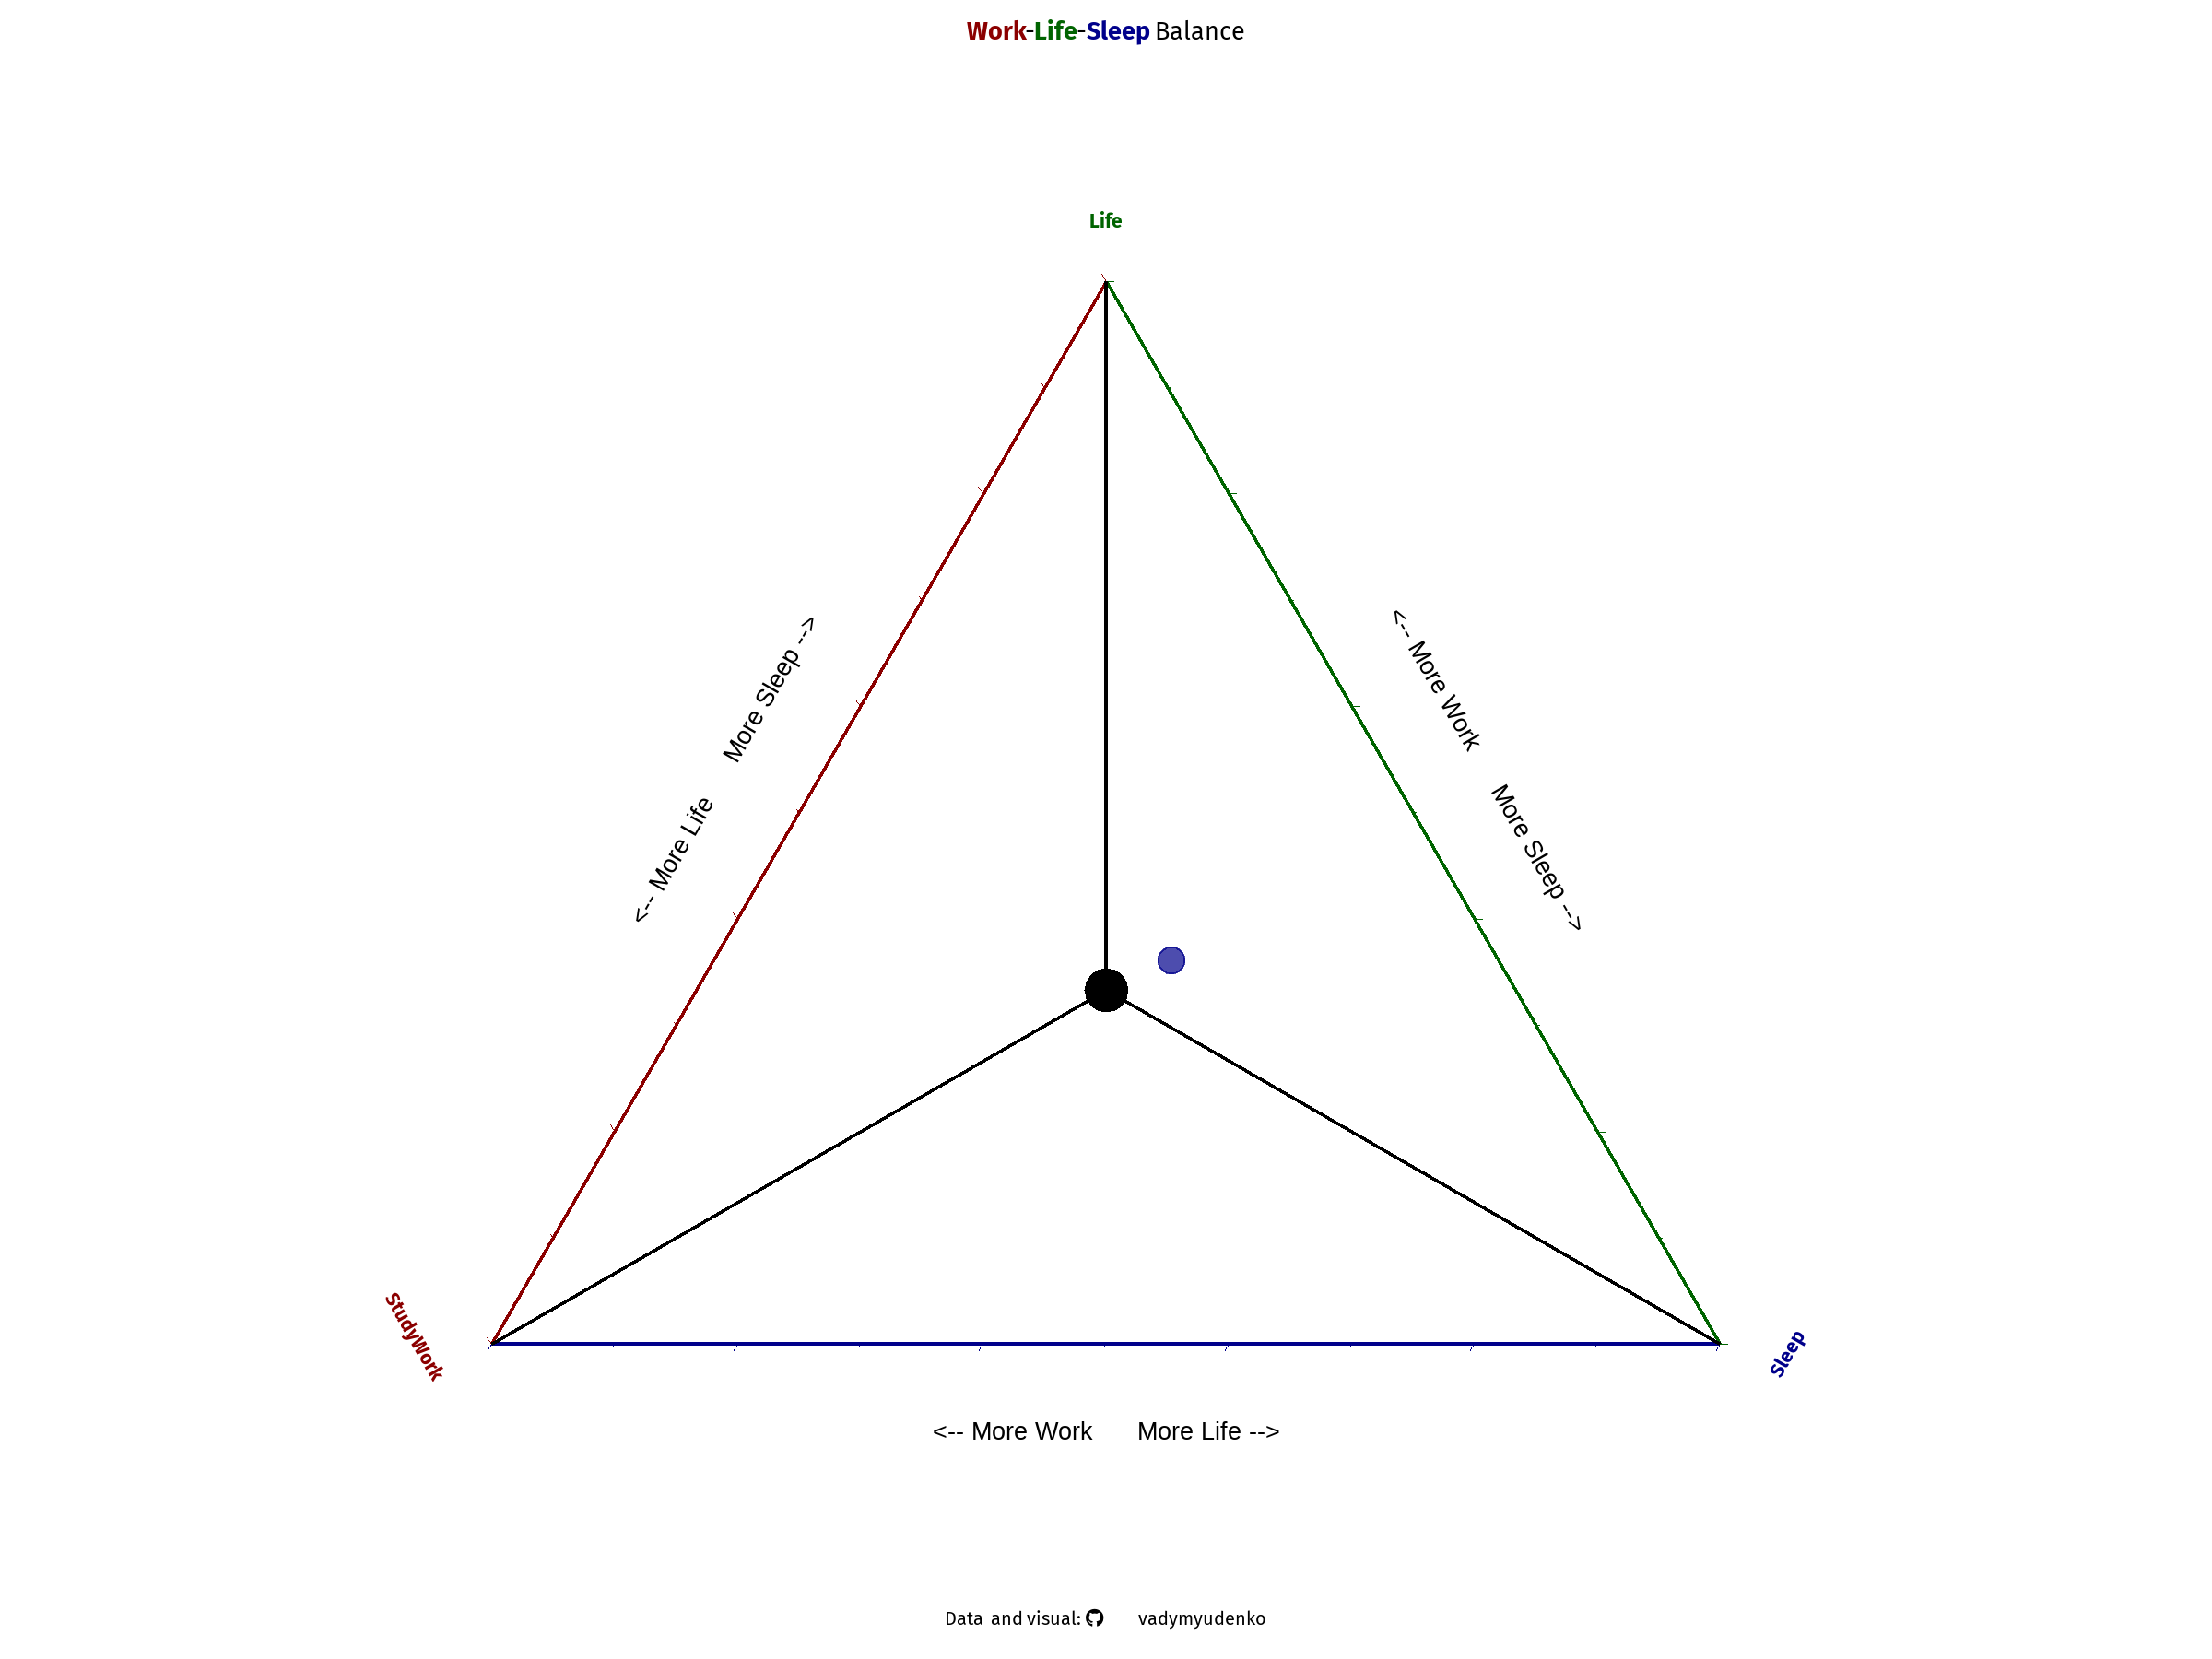 Work-Life-Sleep Balance
Life
More Sleep -->
<-- More Life
<-- More Work
More Sleep -->
StudyWork
Sleep
<-- More Work More Life -->
Data and visual: vadymyudenko